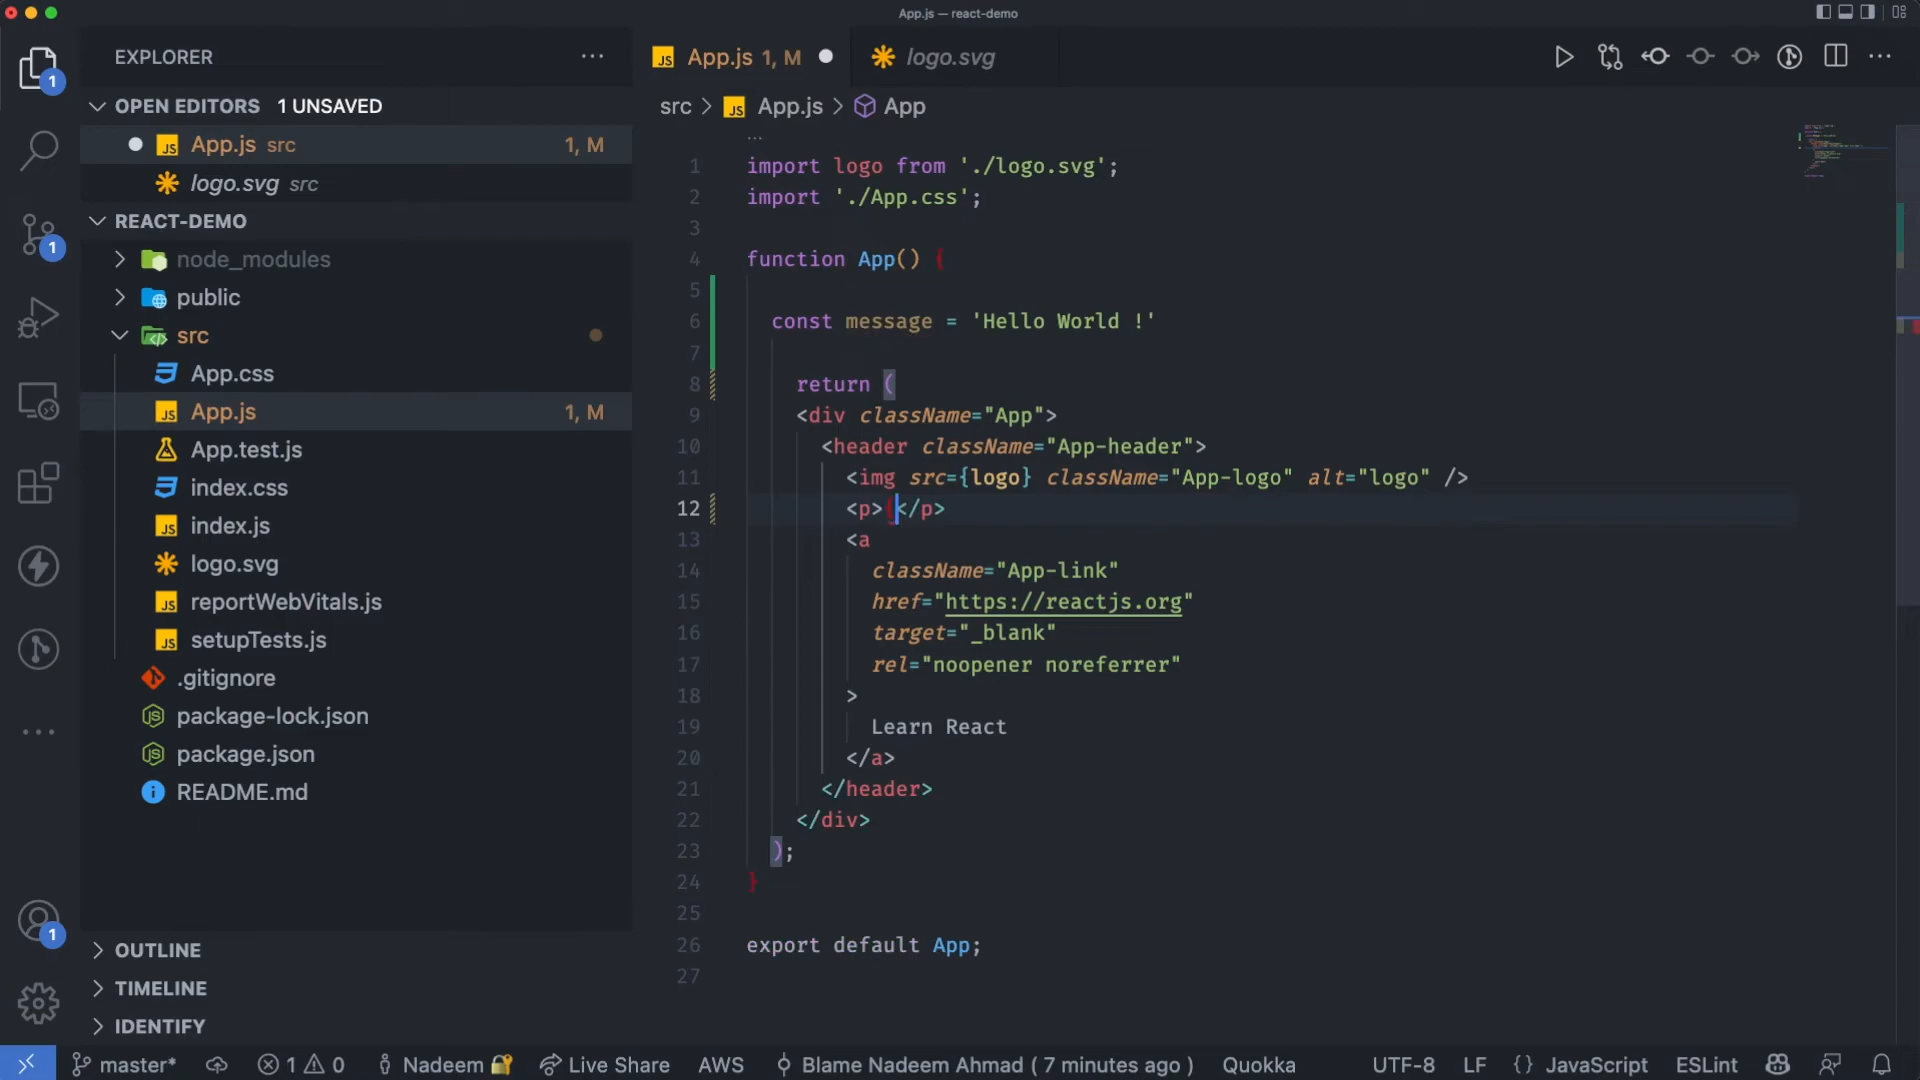 App.js — react-demo
EXPLORER
OPEN EDITORS 1 UNSAVED
App.js src 1, M
logo.svg src
REACT-DEMO
node_modules
public
src
App.css
App.js 1, M
App.test.js
index.css
index.js
logo.svg
reportWebVitals.js
setupTests.js
.gitignore
package-lock.json
package.json
README.md
OUTLINE
TIMELINE
IDENTIFY
1
1
1
App.js 1, M
logo.svg
src > App.js > App
1 import logo from './logo.svg';
2 import './App.css';
3
4 function App() {
5
6 const message = 'Hello World !'
7
8 return (
9 <div className="App">
10 <header className="App-header">
11 <img src={logo} className="App-logo" alt="logo" />
12 <p>{</p>
13 <a
14 className="App-link"
15 href="https://reactjs.org"
16 target="_blank"
17 rel="noopener noreferrer"
18 >
19 Learn React
20 </a>
21 </header>
22 </div>
23 );
24 }
25
26 export default App;
27
master* 1 0 Nadeem Live Share AWS Blame Nadeem Ahmad ( 7 minutes ago ) Quokka UTF-8 LF {} JavaScript ESLint